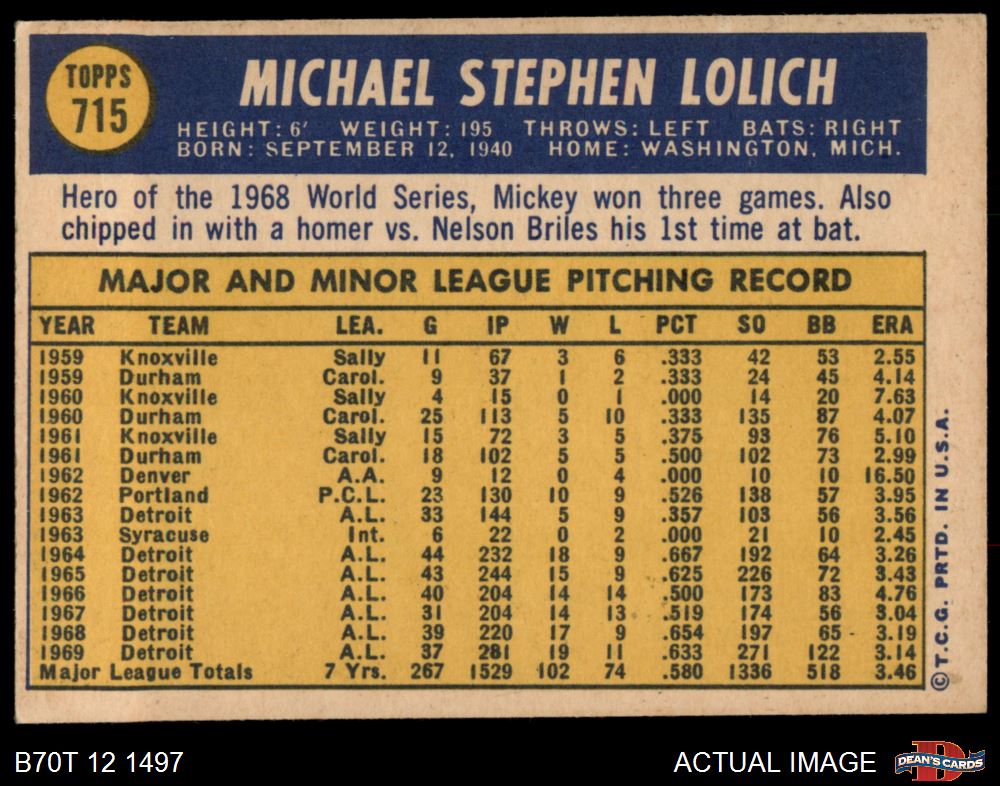 TOPPS
715
MICHAEL STEPHEN LOLICH
HEIGHT: 6' WEIGHT: 195 THROWS: LEFT BATS: RIGHT
BORN: SEPTEMBER 12, 1940 HOME: WASHINGTON, MICH.
Hero of the 1968 World Series, Mickey won three games. Also
chipped in with a homer vs. Nelson Briles his 1st time at bat.
MAJOR AND MINOR LEAGUE PITCHING RECORD
YEAR TEAM LEA. G IP W L PCT SO BB ERA
1959 Knoxville Sally 11 67 3 6 .333 42 53 2.55
1959 Durham Carol. 9 37 1 2 .333 24 45 4.14
1960 Knoxville Sally 4 15 0 1 .000 14 20 7.63
1960 Durham Carol. 25 113 5 10 .333 135 87 4.07
1961 Knoxville Sally 15 72 3 5 .375 93 76 5.10
1961 Durham Carol. 18 102 5 5 .500 102 73 2.99
1962 Denver A.A. 9 12 0 4 .000 10 10 16.50
1962 Portland P.C.L. 23 130 10 9 .526 138 57 3.95
1963 Detroit A.L. 33 144 5 9 .357 103 56 3.56
1963 Syracuse Int. 6 22 0 2 .000 21 10 2.45
1964 Detroit A.L. 44 232 18 9 .667 192 64 3.26
1965 Detroit A.L. 43 244 15 9 .625 226 72 3.43
1966 Detroit A.L. 40 204 14 14 .500 173 83 4.76
1967 Detroit A.L. 31 204 14 13 .519 174 56 3.04
1968 Detroit A.L. 39 220 17 9 .654 197 65 3.19
1969 Detroit A.L. 37 281 19 11 .633 271 122 3.14
Major League Totals 7 Yrs. 267 1529 102 74 .580 1336 518 3.46
©T.C.G. PRTD. IN U.S.A.
B70T 12 1497
ACTUAL IMAGE
D
DEAN'S CARDS